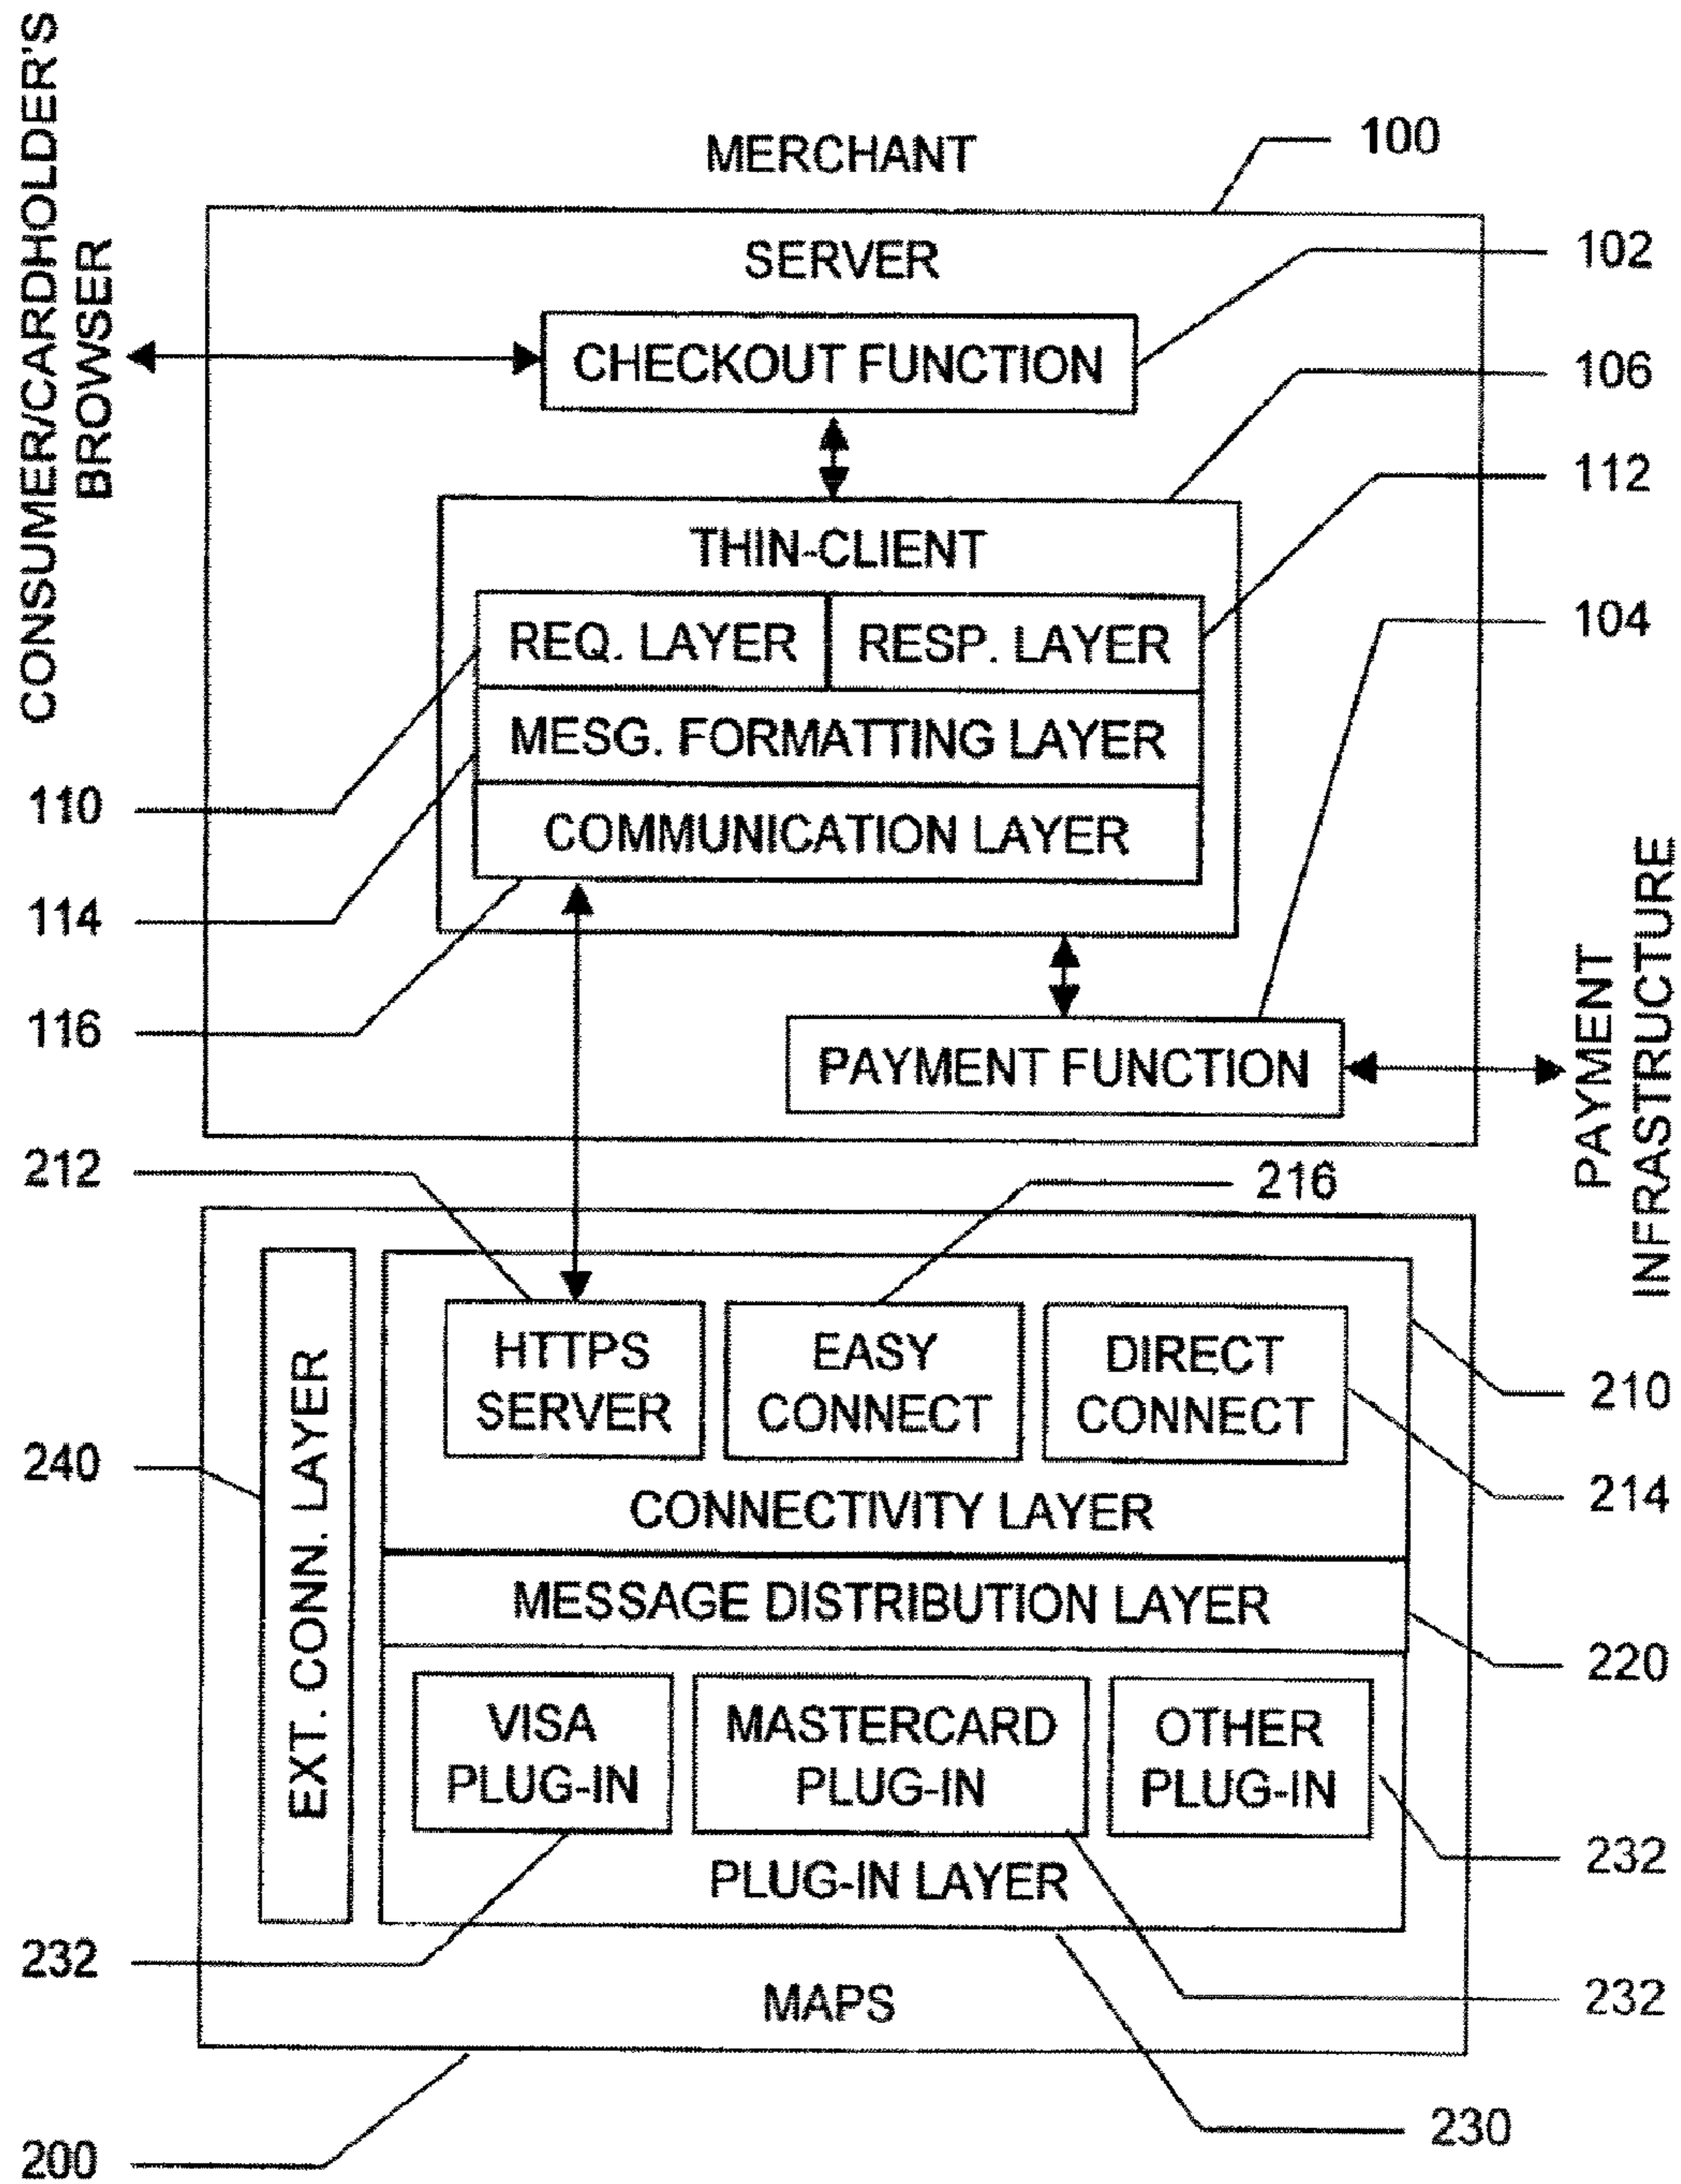 CONSUMER/CARDHOLDER'S
BROWSER
MERCHANT
100
SERVER
102
CHECKOUT FUNCTION
106
112
THIN-CLIENT
104
REQ. LAYER
RESP. LAYER
MESG. FORMATTING LAYER
110
COMMUNICATION LAYER
114
116
PAYMENT FUNCTION
PAYMENT
INFRASTRUCTURE
212
216
HTTPS
SERVER
EASY
CONNECT
DIRECT
CONNECT
210
240
EXT. CONN. LAYER
214
CONNECTIVITY LAYER
MESSAGE DISTRIBUTION LAYER
220
VISA
PLUG-IN
MASTERCARD
PLUG-IN
OTHER
PLUG-IN
232
PLUG-IN LAYER
232
232
MAPS
230
200